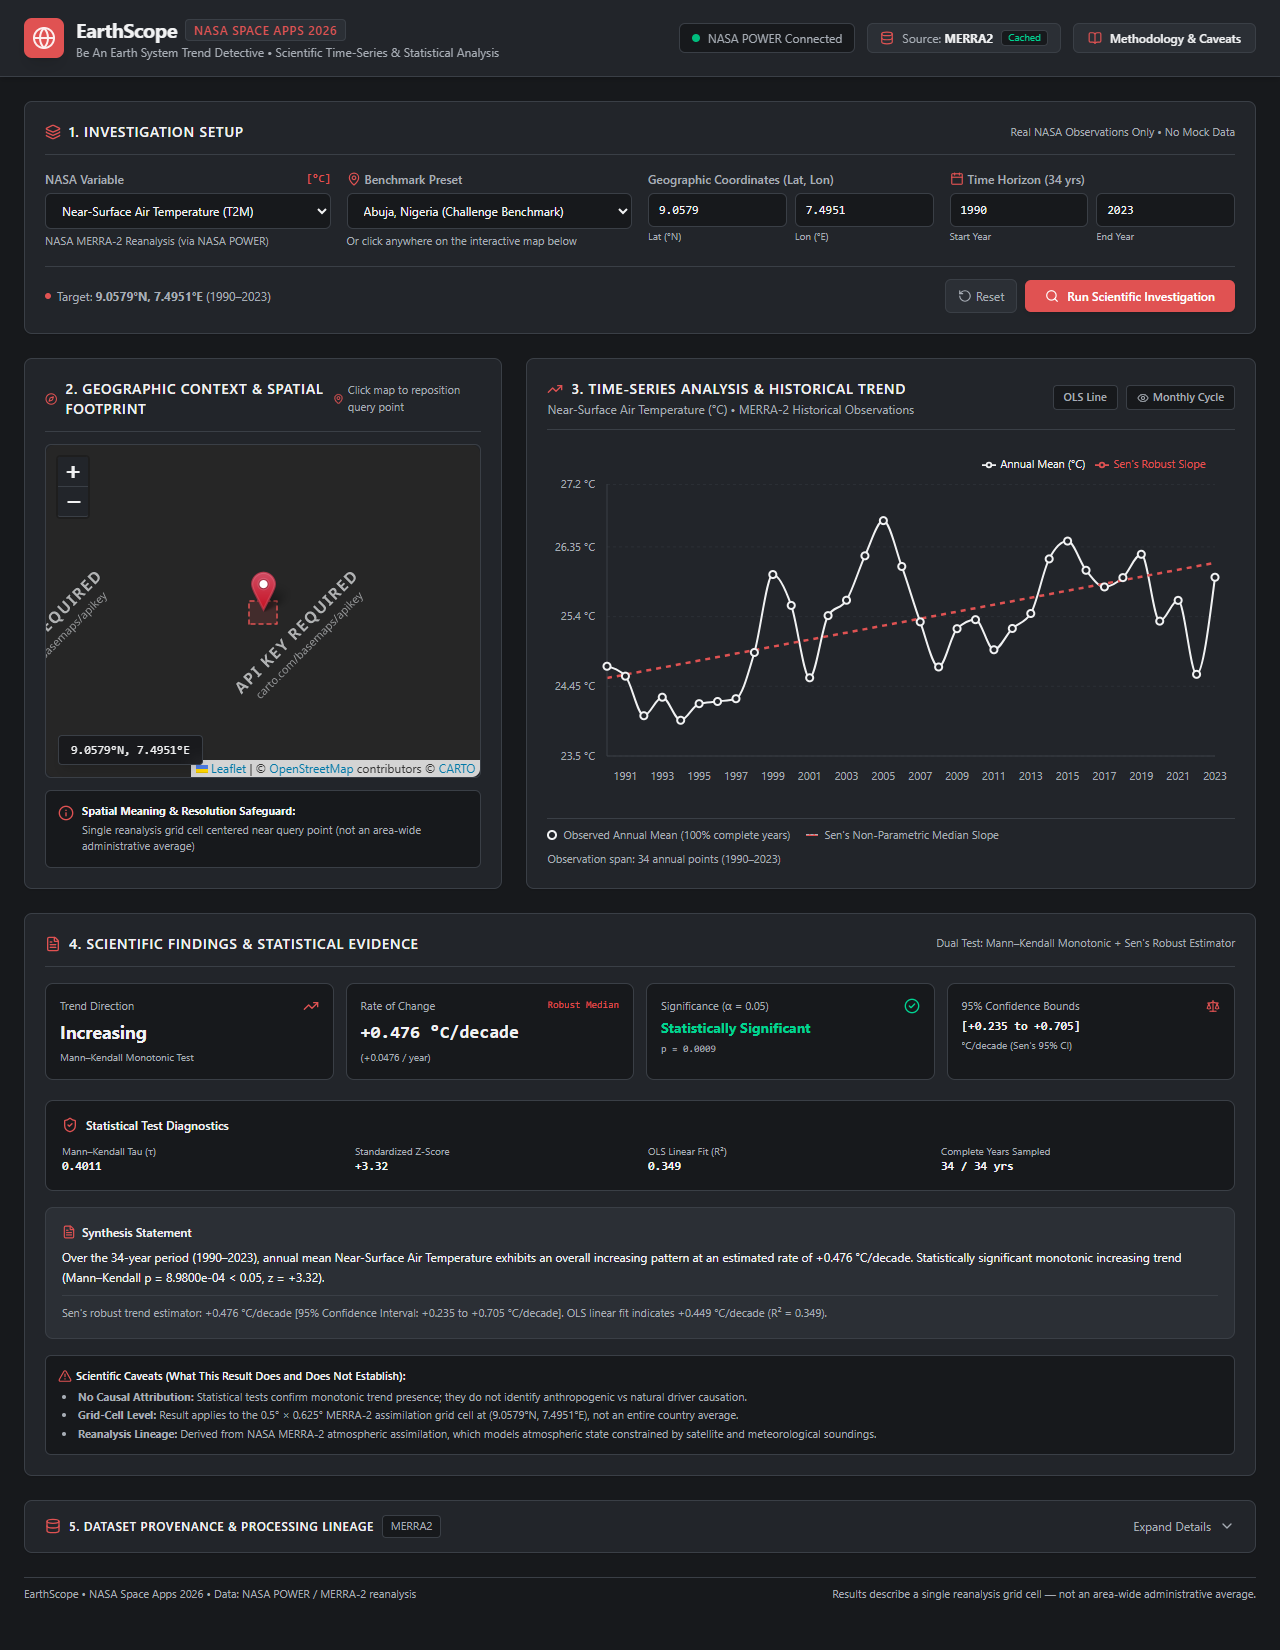 EarthScope NASA SPACE APPS 2026
Be An Earth System Trend Detective • Scientific Time-Series & Statistical Analysis
NASA POWER Connected
Source: MERRA2 Cached
Methodology & Caveats
1. INVESTIGATION SETUP
Real NASA Observations Only • No Mock Data
NASA Variable [°C]
Near-Surface Air Temperature (T2M)
NASA MERRA-2 Reanalysis (via NASA POWER)
Benchmark Preset
Abuja, Nigeria (Challenge Benchmark)
Or click anywhere on the interactive map below
Geographic Coordinates (Lat, Lon)
9.0579 7.4951
Lat (°N) Lon (°E)
Time Horizon (34 yrs)
1990 2023
Start Year End Year
Target: 9.0579°N, 7.4951°E (1990–2023)
Reset
Run Scientific Investigation
2. GEOGRAPHIC CONTEXT & SPATIAL
FOOTPRINT
Click map to reposition
query point
+
−
EQUIRED
basemaps/apikey
API KEY REQUIRED
carto.com/basemaps/apikey
9.0579°N, 7.4951°E
Leaflet | © OpenStreetMap contributors © CARTO
Spatial Meaning & Resolution Safeguard:
Single reanalysis grid cell centered near query point (not an area-wide
administrative average)
3. TIME-SERIES ANALYSIS & HISTORICAL TREND
Near-Surface Air Temperature (°C) • MERRA-2 Historical Observations
OLS Line
Monthly Cycle
Annual Mean (°C) Sen's Robust Slope
27.2 °C
26.35 °C
25.4 °C
24.45 °C
23.5 °C
1991 1993 1995 1997 1999 2001 2003 2005 2007 2009 2011 2013 2015 2017 2019 2021 2023
Observed Annual Mean (100% complete years) Sen's Non-Parametric Median Slope
Observation span: 34 annual points (1990–2023)
4. SCIENTIFIC FINDINGS & STATISTICAL EVIDENCE
Dual Test: Mann–Kendall Monotonic + Sen's Robust Estimator
Trend Direction
Increasing
Mann–Kendall Monotonic Test
Rate of Change Robust Median
+0.476 °C/decade
(+0.0476 / year)
Significance (α = 0.05)
Statistically Significant
p = 0.0009
95% Confidence Bounds
[+0.235 to +0.705]
°C/decade (Sen's 95% CI)
Statistical Test Diagnostics
Mann–Kendall Tau (τ)
0.4011
Standardized Z-Score
+3.32
OLS Linear Fit (R²)
0.349
Complete Years Sampled
34 / 34 yrs
Synthesis Statement
Over the 34-year period (1990–2023), annual mean Near-Surface Air Temperature exhibits an overall increasing pattern at an estimated rate of +0.476 °C/decade. Statistically significant monotonic increasing trend
(Mann–Kendall p = 8.9800e-04 < 0.05, z = +3.32).
Sen's robust trend estimator: +0.476 °C/decade [95% Confidence Interval: +0.235 to +0.705 °C/decade]. OLS linear fit indicates +0.449 °C/decade (R² = 0.349).
Scientific Caveats (What This Result Does and Does Not Establish):
• No Causal Attribution: Statistical tests confirm monotonic trend presence; they do not identify anthropogenic vs natural driver causation.
• Grid-Cell Level: Result applies to the 0.5° × 0.625° MERRA-2 assimilation grid cell at (9.0579°N, 7.4951°E), not an entire country average.
• Reanalysis Lineage: Derived from NASA MERRA-2 atmospheric assimilation, which models atmospheric state constrained by satellite and meteorological soundings.
5. DATASET PROVENANCE & PROCESSING LINEAGE MERRA2
Expand Details
EarthScope • NASA Space Apps 2026 • Data: NASA POWER / MERRA-2 reanalysis
Results describe a single reanalysis grid cell — not an area-wide administrative average.